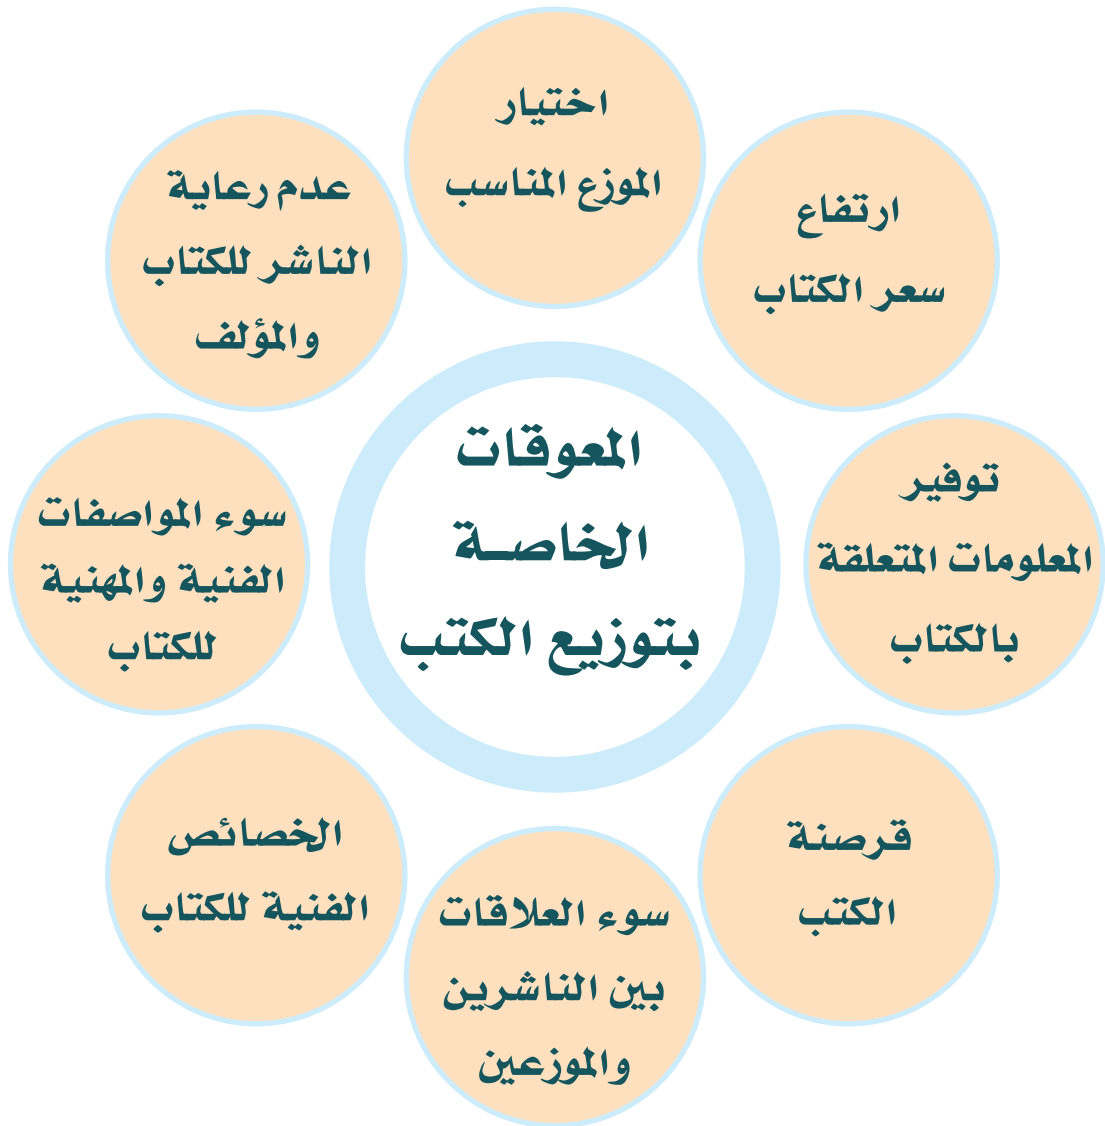 المعوقات
الخاصـة
بتوزيع الكتب
اختيار
الموزع المناسب
ارتفاع
سعر الكتاب
توفير
المعلومات المتعلقة
بالكتاب
قرصنة
الكتب
سوء العلاقات
بين الناشرين
والموزعين
الخصائص
الفنية للكتاب
سوء المواصفات
الفنية والمهنية
للكتاب
عدم رعاية
الناشر للكتاب
والمؤلف